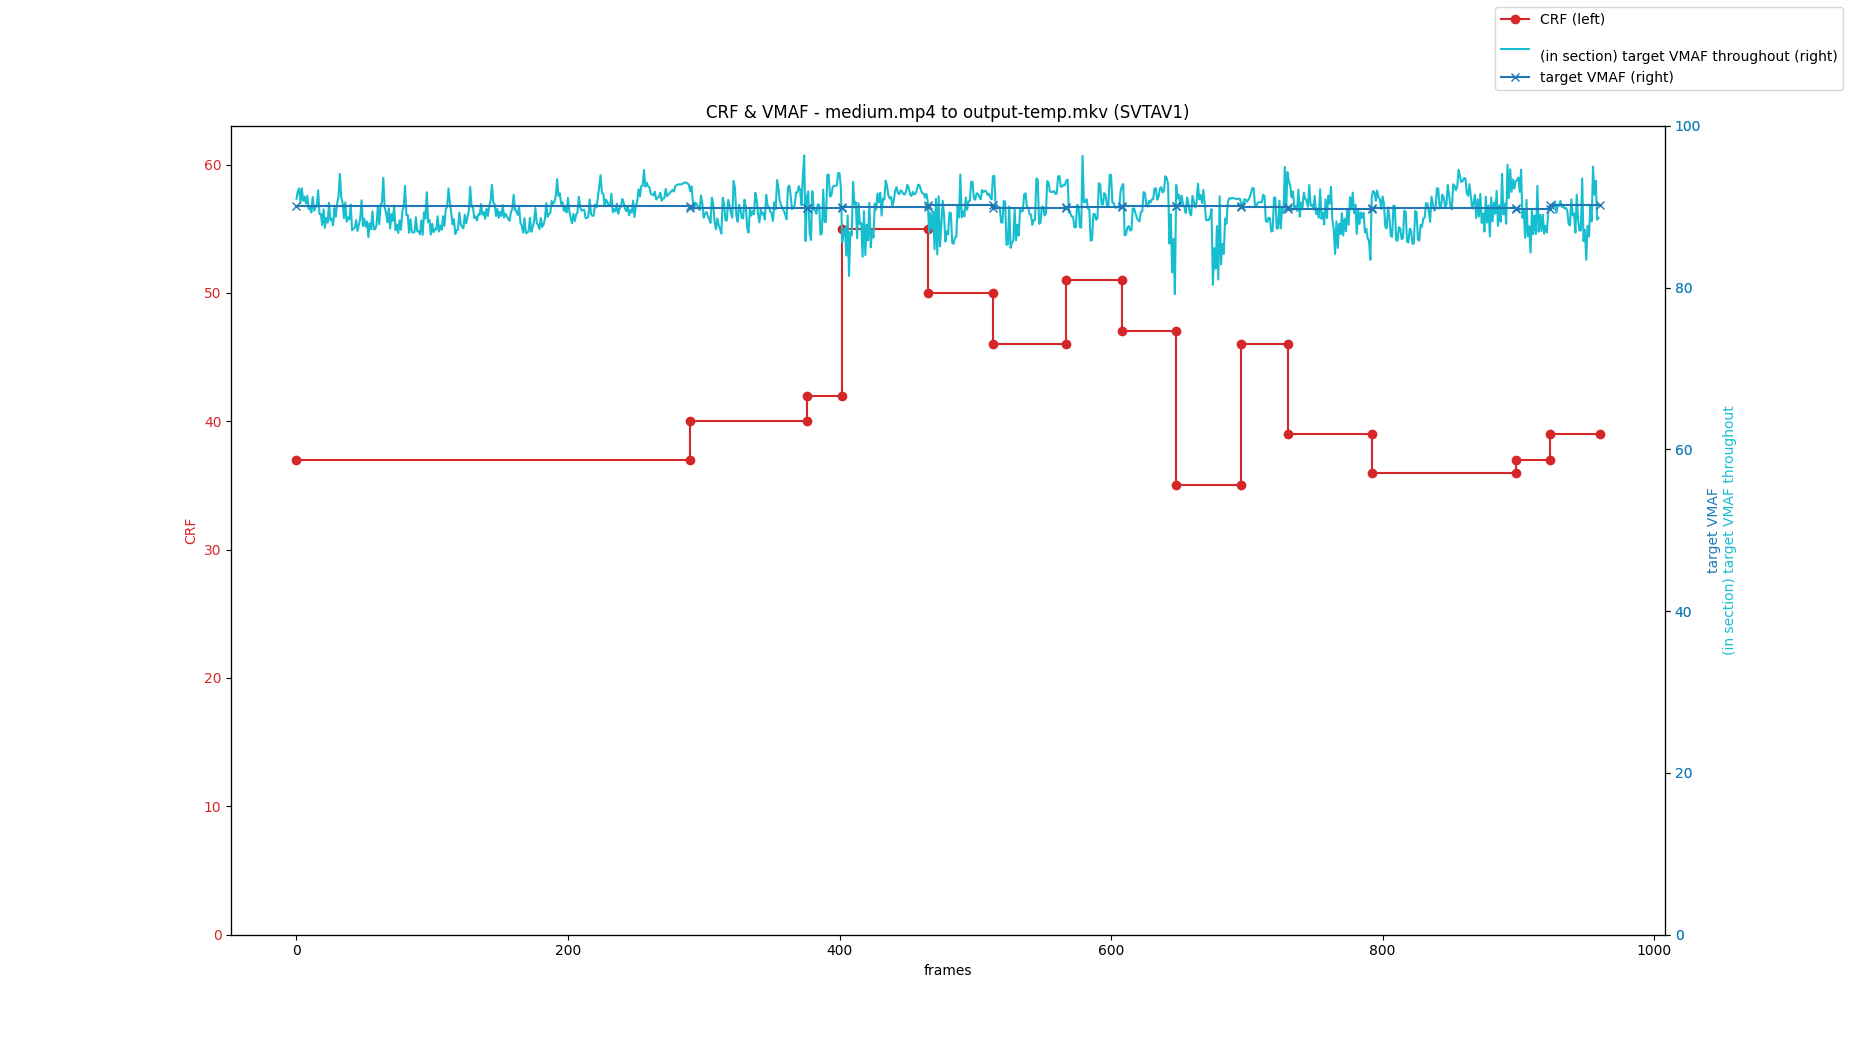 CRF (left)
(in section) target VMAF throughout (right)
target VMAF (right)
CRF & VMAF - medium.mp4 to output-temp.mkv (SVTAV1)
60
50
40
30
20
10
0
CRF
100
80
60
40
20
0
target VMAF
(in section) target VMAF throughout
0
200
400
600
800
1000
frames